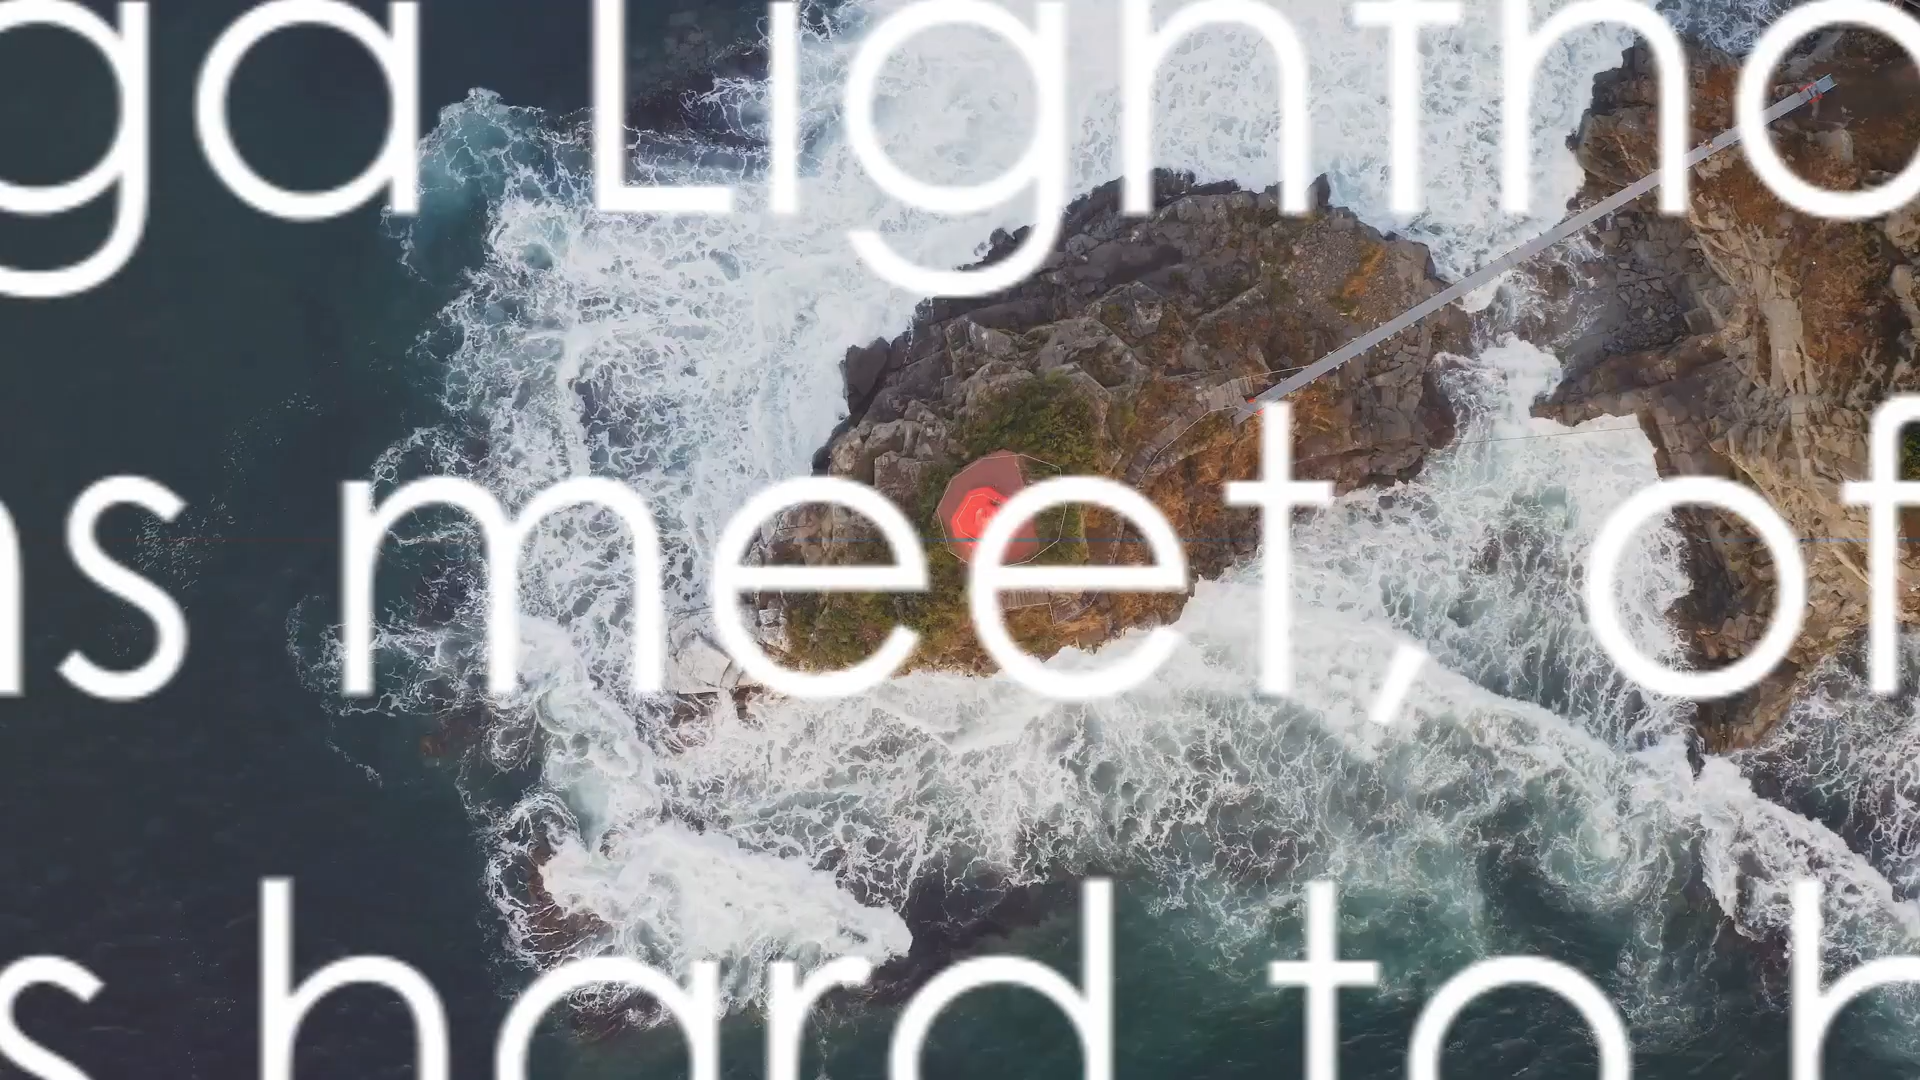 ga Lightho
ns meet, of
s hard to b